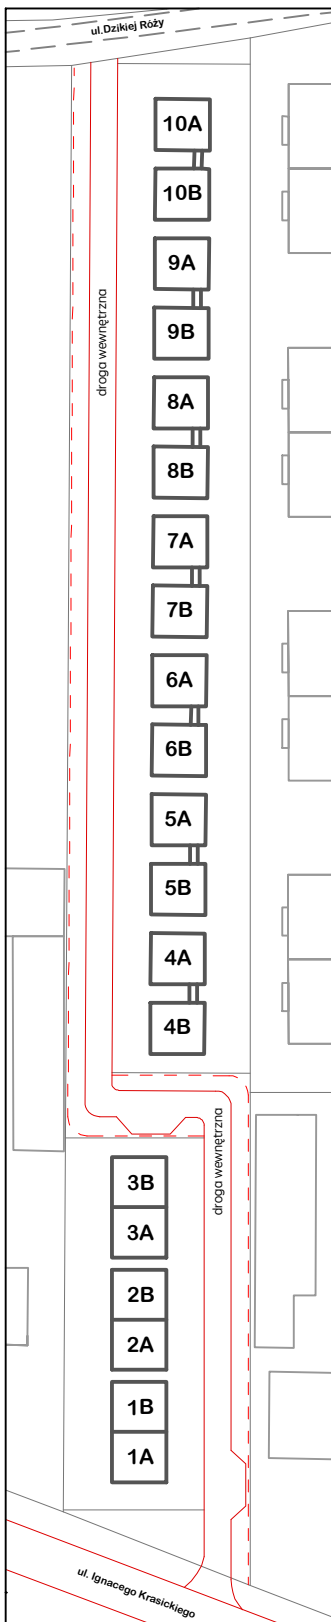 ul.Dzikiej Róży
10A
10B
9A
droga wewnętrzna
9B
8A
8B
7A
7B
6A
6B
5A
5B
4A
4B
droga wewnętrzna
3B
3A
2B
2A
1B
1A
ul. Ignacego Krasickiego